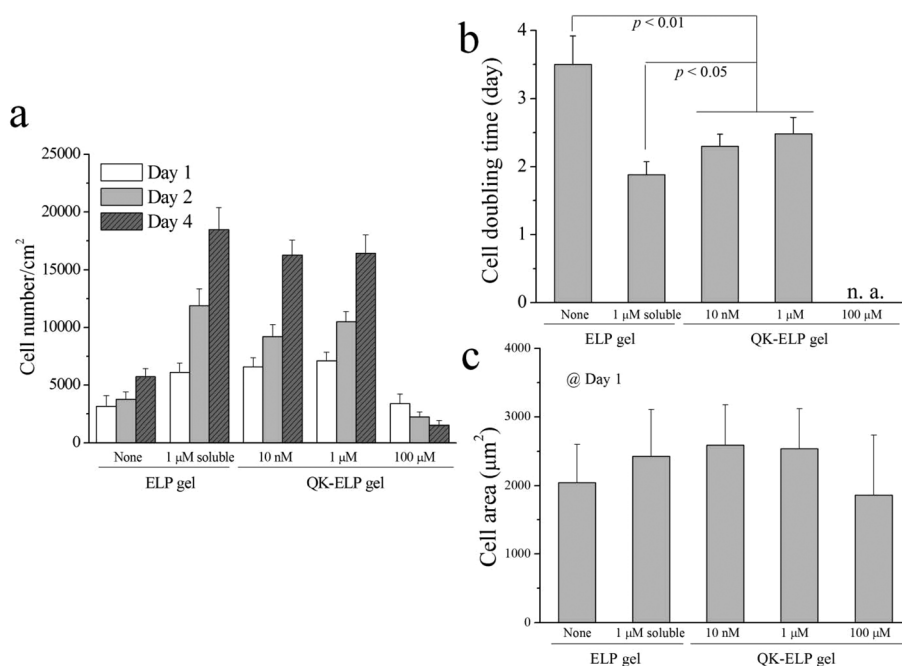 a
25000
20000
15000
10000
5000
0
Cell number/cm²
Day 1
Day 2
Day 4
None
1 μM soluble
10 nM
1 μM
100 μM
ELP gel
QK-ELP gel
b
4
3
2
1
0
Cell doubling time (day)
p < 0.01
p < 0.05
n. a.
None
1 μM soluble
10 nM
1 μM
100 μM
ELP gel
QK-ELP gel
c
4000
3000
2000
1000
0
Cell area (μm²)
@ Day 1
None
1 μM soluble
10 nM
1 μM
100 μM
ELP gel
QK-ELP gel